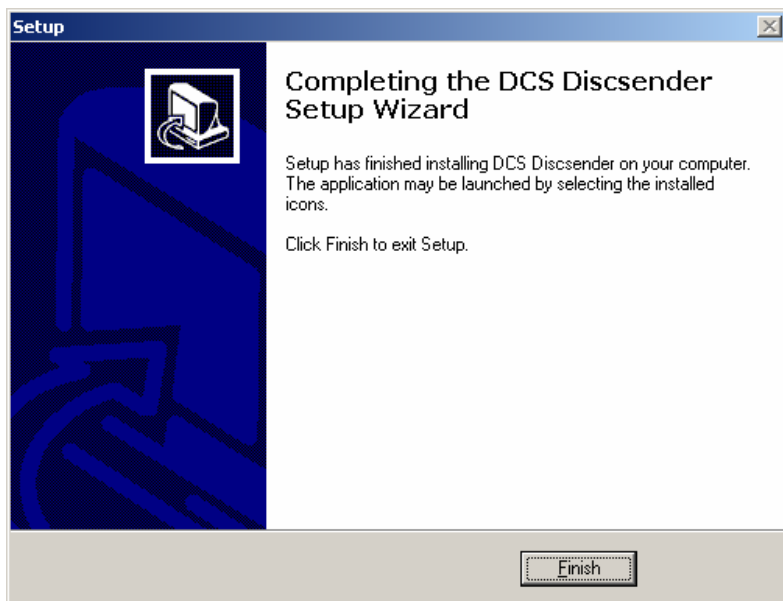 Setup
Completing the DCS Discsender
Setup Wizard
Setup has finished installing DCS Discsender on your computer.
The application may be launched by selecting the installed
icons.
Click Finish to exit Setup.
Finish